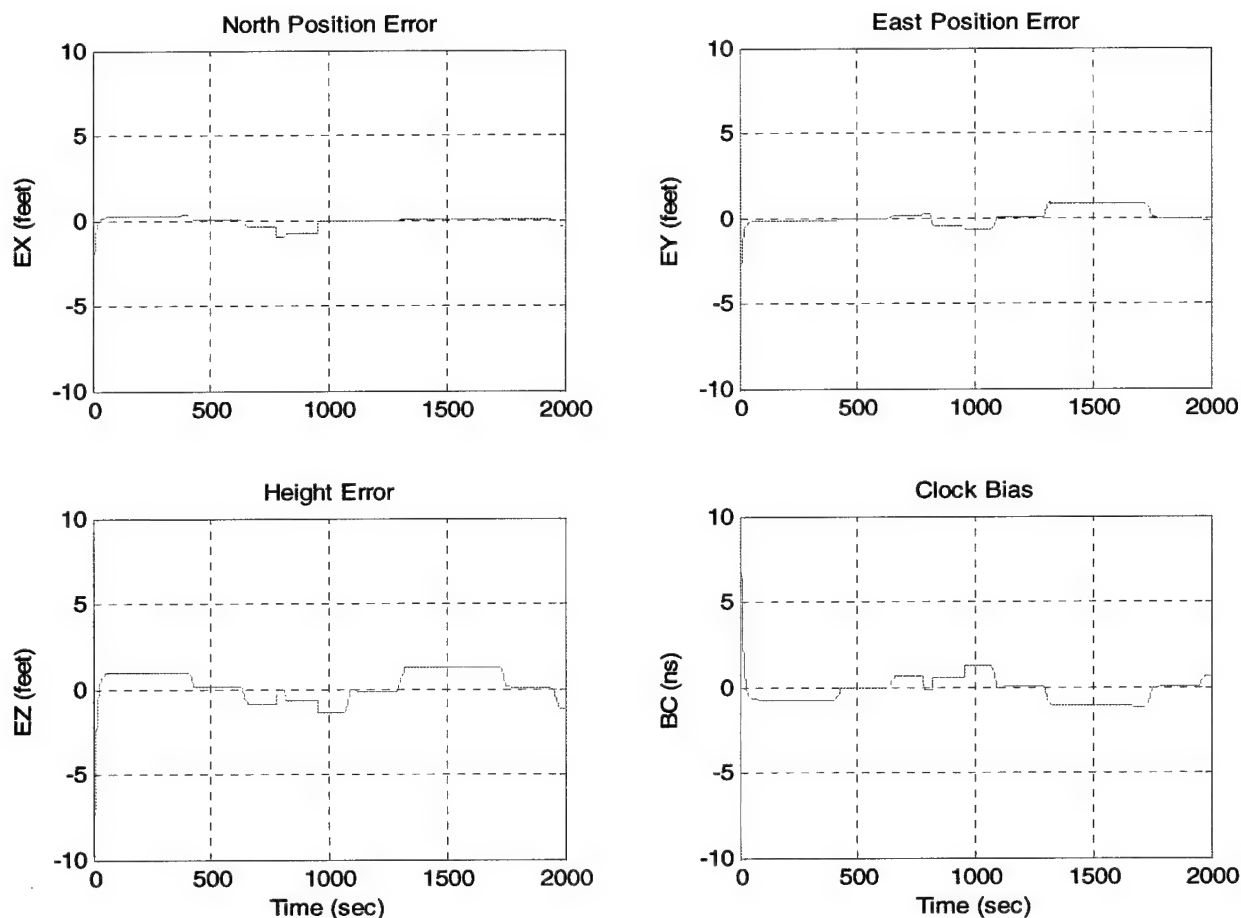 North Position Error
10
5
0
-5
-10
EX (feet)
0 500 1000 1500 2000
East Position Error
10
5
0
-5
-10
EY (feet)
0 500 1000 1500 2000
Height Error
10
5
0
-5
-10
EZ (feet)
0 500 1000 1500 2000
Time (sec)
Clock Bias
10
5
0
-5
-10
BC (ns)
0 500 1000 1500 2000
Time (sec)